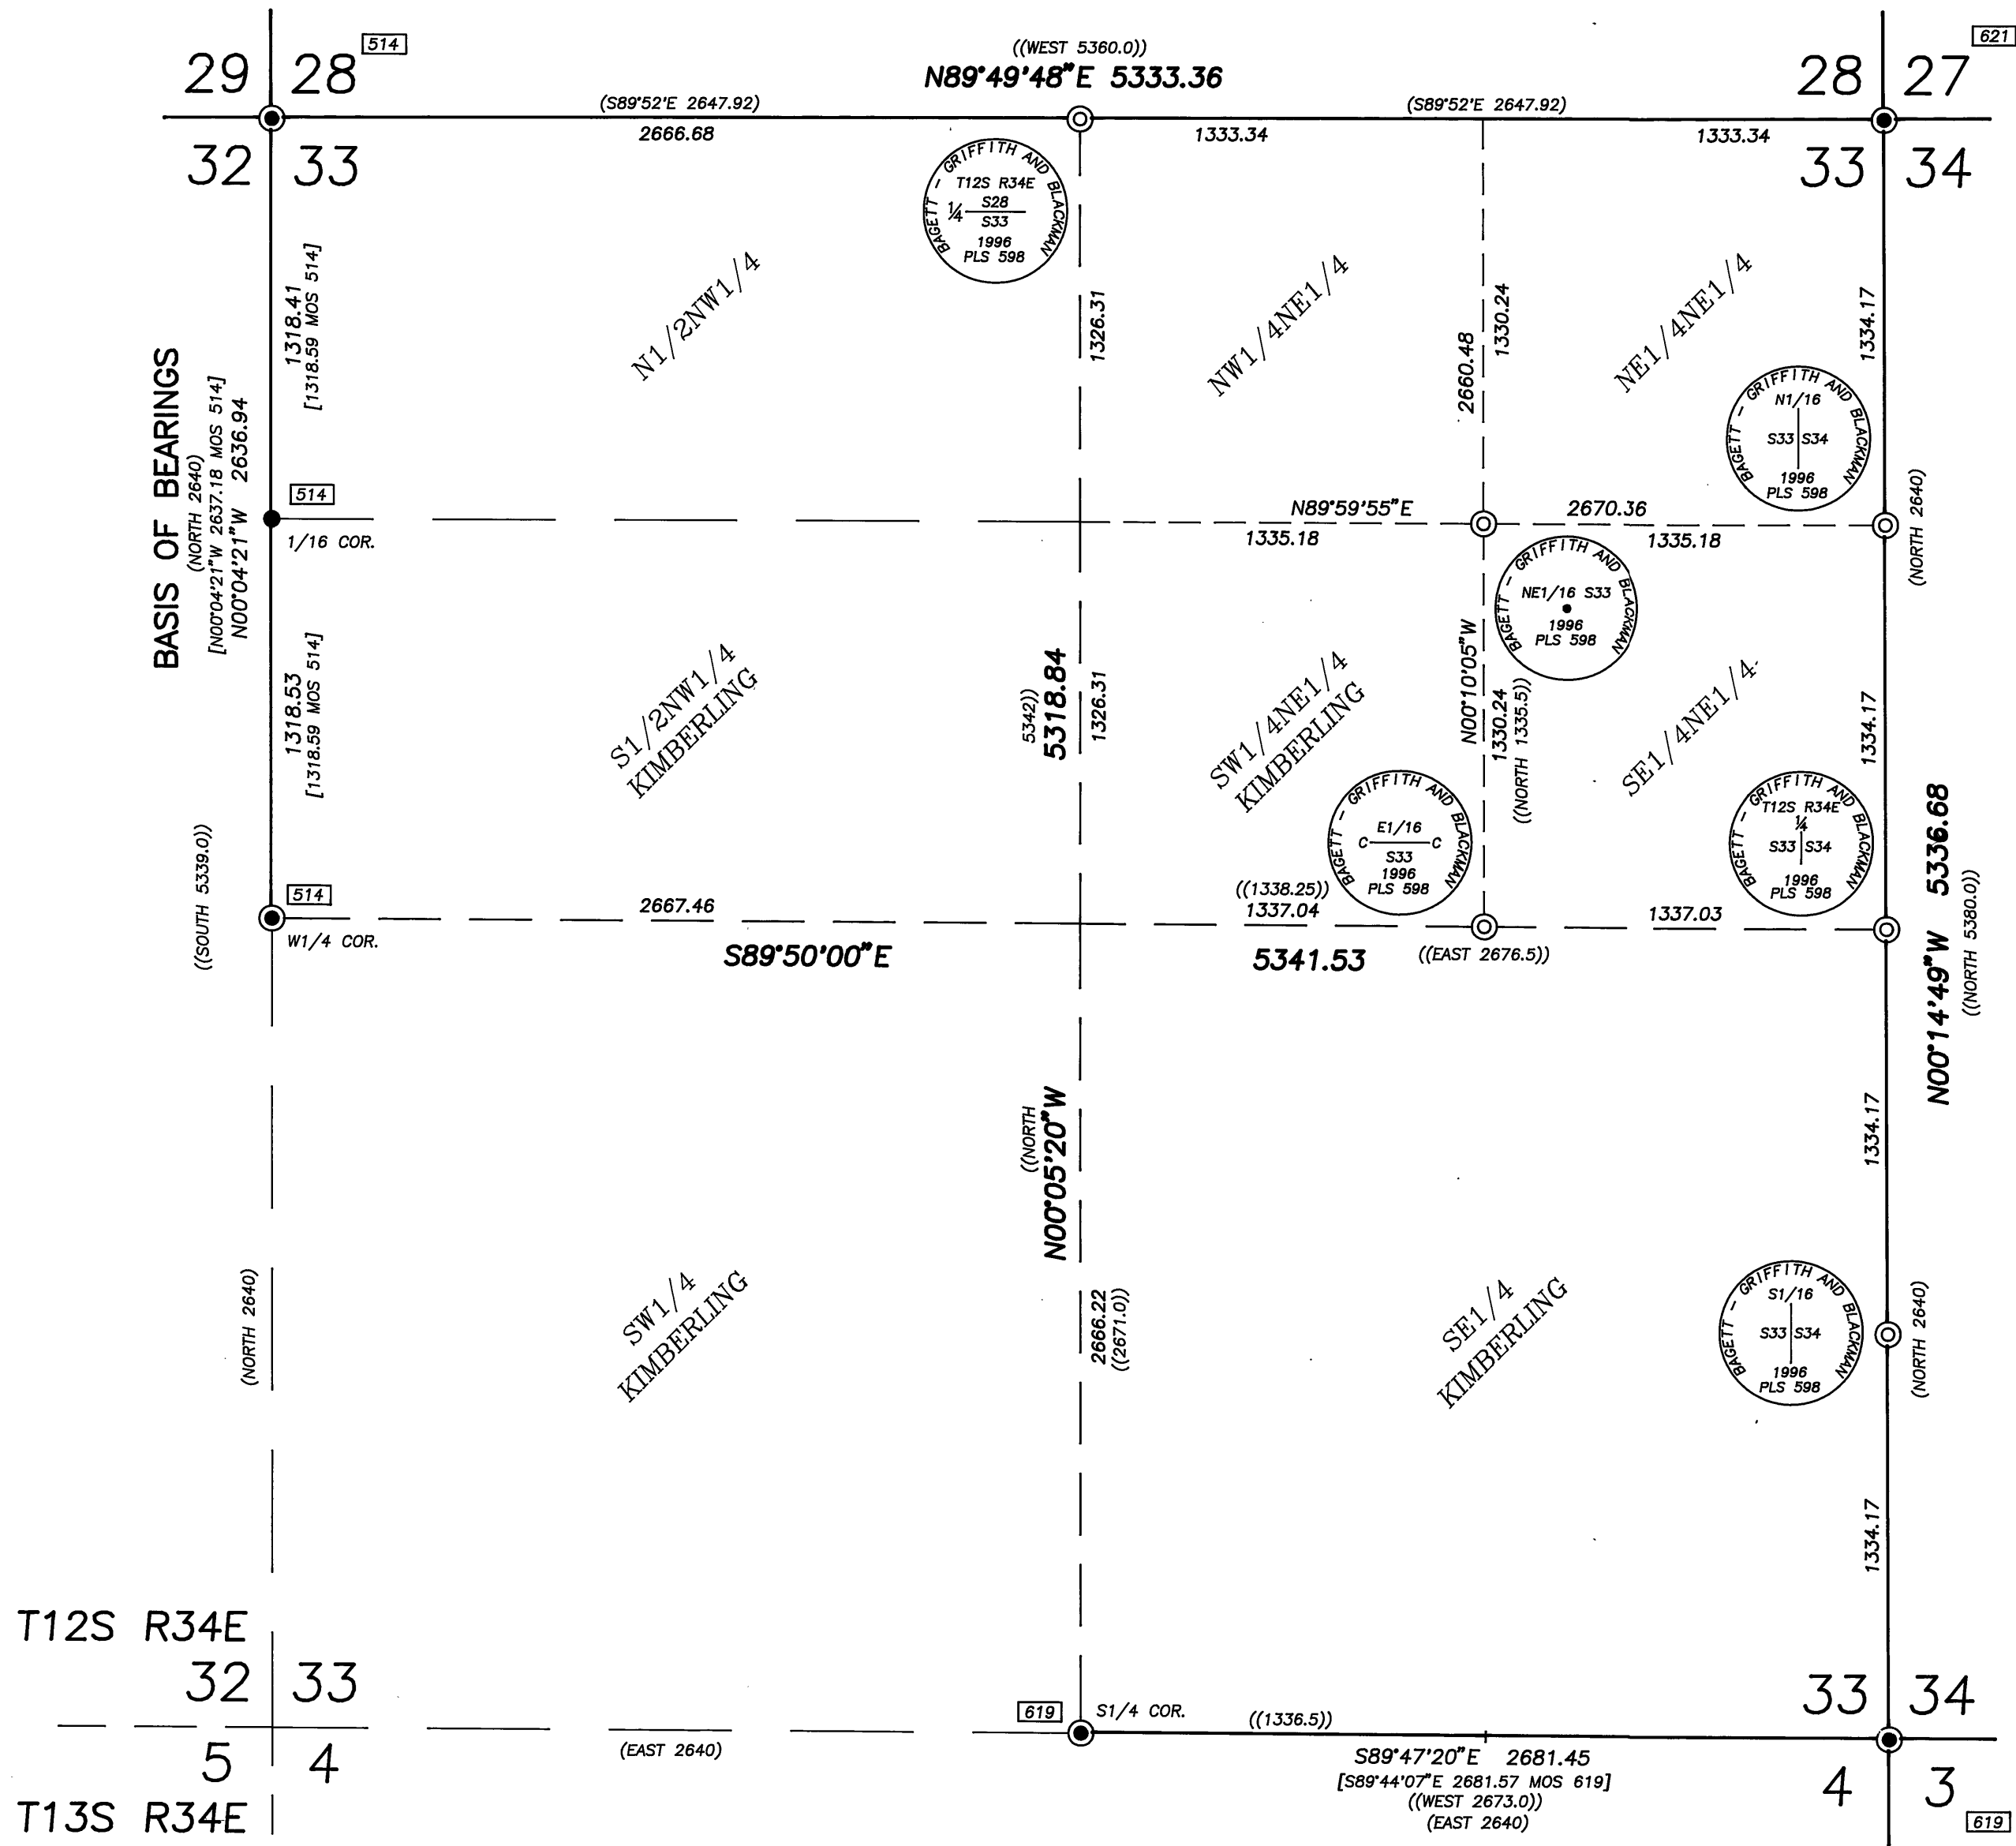 29 28 514
((WEST 5360.0))
N89°49'48"E 5333.36
28 27 621
(S89°52'E 2647.92)
(S89°52'E 2647.92)
2666.68
1333.34
1333.34
32 33
33 34
BAGETT - GRIFFITH AND BLACKMAN
T12S R34E
1/4 S28
S33
1996
PLS 598
N1/2NW1/4
NW1/4NE1/4
NE1/4NE1/4
1318.41
[1318.59 MOS 514]
1326.31
2660.48
1330.24
1334.17
BAGETT - GRIFFITH AND BLACKMAN
N1/16
S33 S34
1996
PLS 598
BASIS OF BEARINGS
(NORTH 2640)
[N00°04'21"W 2637.18 MOS 514]
N00°04'21"W 2636.94
514
1/16 COR.
N89°59'55"E 2670.36
1335.18
1335.18
(NORTH 2640)
BAGETT - GRIFFITH AND BLACKMAN
NE1/16 S33
1996
PLS 598
1318.53
[1318.59 MOS 514]
S1/2NW1/4
KIMBERLING
5342))
5318.84
1326.31
SW1/4NE1/4
KIMBERLING
N00°10'05"W
1330.24
((NORTH 1335.5))
SE1/4NE1/4
1334.17
BAGETT - GRIFFITH AND BLACKMAN
E1/16
C C
S33
1996
PLS 598
BAGETT - GRIFFITH AND BLACKMAN
T12S R34E
1/4
S33 S34
1996
PLS 598
((SOUTH 5339.0))
514
W1/4 COR.
2667.46
S89°50'00"E
((1338.25))
1337.04
5341.53
((EAST 2676.5))
1337.03
N00°14'49"W 5336.68
((NORTH 5380.0))
((NORTH
N00°05'20"W
1334.17
(NORTH 2640)
SW1/4
KIMBERLING
2666.22
((2671.0))
SE1/4
KIMBERLING
BAGETT - GRIFFITH AND BLACKMAN
S1/16
S33 S34
1996
PLS 598
(NORTH 2640)
1334.17
T12S R34E
32 33
33 34
619
S1/4 COR.
((1336.5))
5 4
(EAST 2640)
S89°47'20"E 2681.45
[S89°44'07"E 2681.57 MOS 619]
((WEST 2673.0))
(EAST 2640)
4 3
T13S R34E
619